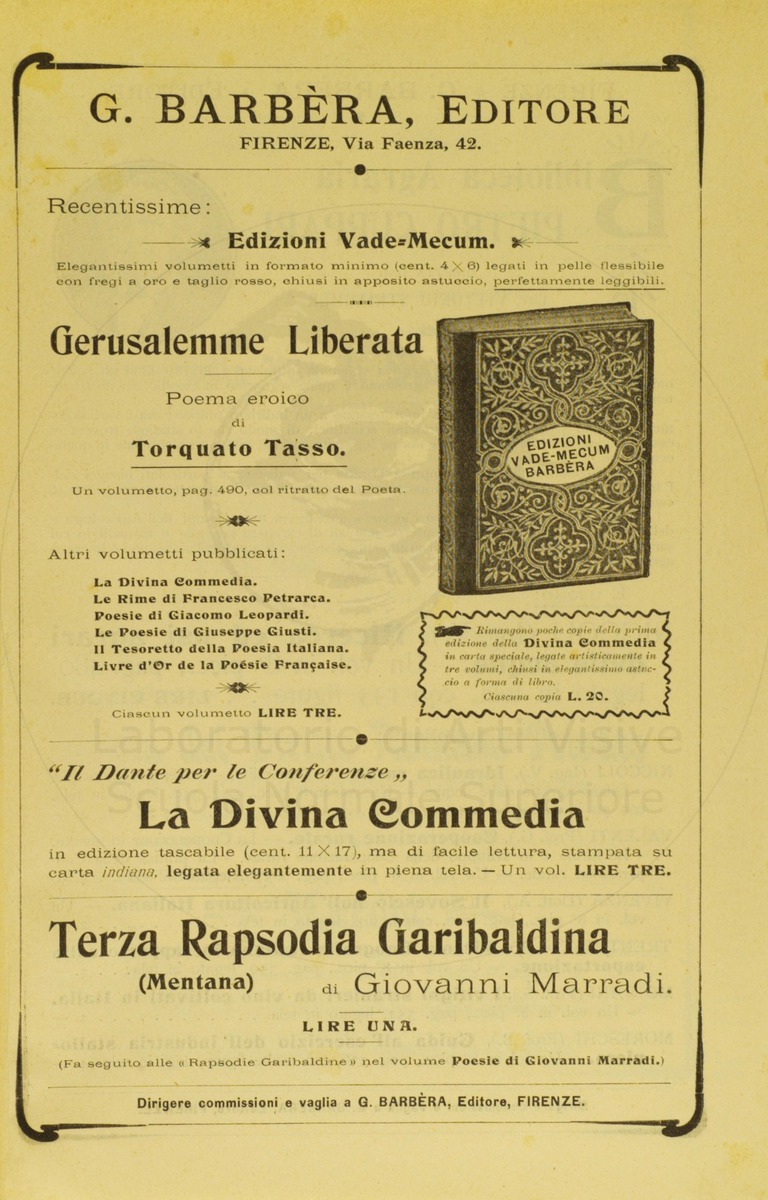 G. BARBÈRA, EDITORE
FIRENZE, Via Faenza, 42.
Recentissime:
Edizioni Vade=Mecum.
Elegantissimi volumetti in formato minimo (cent. 4 × 6) legati in pelle flessibile
con fregi a oro e taglio rosso, chiusi in apposito astuccio, perfettamente leggibili.
Gerusalemme Liberata
Poema eroico
di
Torquato Tasso.
Un volumetto, pag. 490, col ritratto del Poeta.
EDIZIONI
VADE-MECUM
BARBÈRA
Altri volumetti pubblicati:
La Divina Commedia.
Le Rime di Francesco Petrarca.
Poesie di Giacomo Leopardi.
Le Poesie di Giuseppe Giusti.
Il Tesoretto della Poesia Italiana.
Livre d'Or de la Poésie Française.
Ciascun volumetto LIRE TRE.
Rimangono poche copie della prima
edizione della Divina Commedia
in carta speciale, legate artisticamente in
tre volumi, chiusi in elegantissimo astuc-
cio a forma di libro.
Ciascuna copia L. 20.
"Il Dante per le Conferenze„
La Divina Commedia
in edizione tascabile (cent. 11 × 17), ma di facile lettura, stampata su
carta indiana, legata elegantemente in piena tela. — Un vol. LIRE TRE.
Terza Rapsodia Garibaldina
(Mentana) di Giovanni Marradi.
LIRE UNA.
(Fa seguito alle « Rapsodie Garibaldine » nel volume Poesie di Giovanni Marradi.)
Dirigere commissioni e vaglia a G. BARBÈRA, Editore, FIRENZE.
Laboratorio di Arti Visive
Scuola Normale Superiore